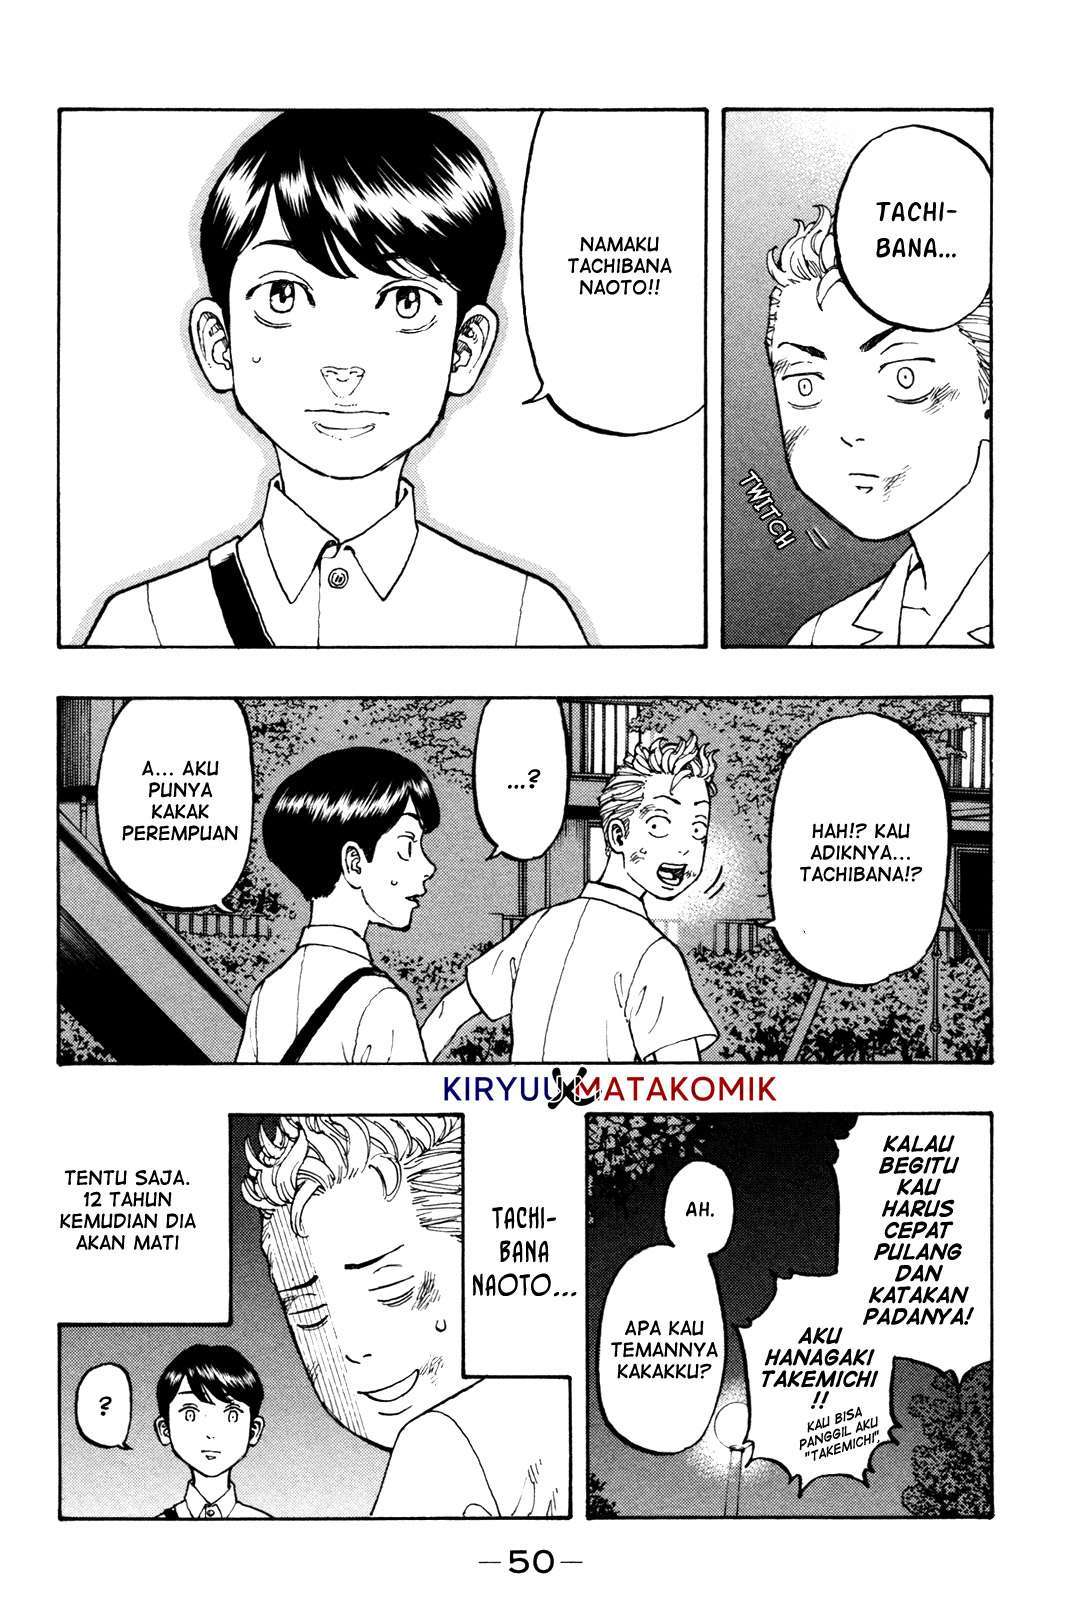 TACHI-
BANA...
TWITCH
NAMAKU
TACHIBANA
NAOTO!!
HAH!? KAU
ADIKNYA...
TACHIBANA!?
...?
A... AKU
PUNYA
KAKAK
PEREMPUAN
KIRYUU X MATAKOMIK
KALAU
BEGITU
KAU
HARUS
CEPAT
PULANG
DAN
KATAKAN
PADANYA!
AKU
HANAGAKI
TAKEMICHI
!!
KAU BISA
PANGGIL AKU
"TAKEMICHI".
AH.
APA KAU
TEMANNYA
KAKAKKU?
TACHI-
BANA
NAOTO...
TENTU SAJA.
12 TAHUN
KEMUDIAN DIA
AKAN MATI
?
—50—